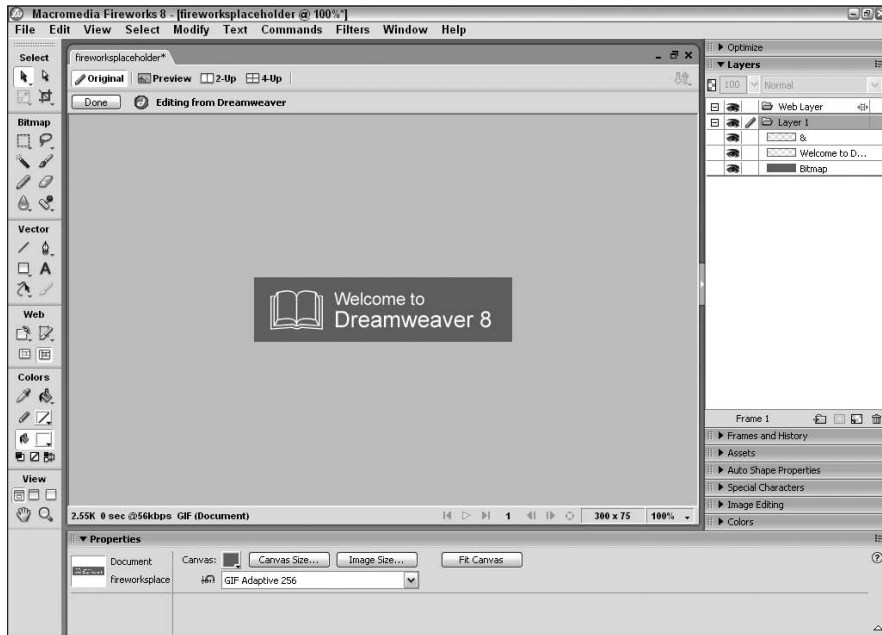 Macromedia Fireworks 8 - [fireworksplaceholder @ 100%*]
File Edit View Select Modify Text Commands Filters Window Help
Select
Bitmap
Vector
A
Web
Colors
View
fireworksplaceholder*
Original Preview 2-Up 4-Up
Done Editing from Dreamweaver
Welcome to
Dreamweaver 8
2.55K 0 sec @56kbps GIF (Document) 1 300 x 75 100%
Optimize
Layers
100 Normal
Web Layer
Layer 1
&
Welcome to D...
Bitmap
Frame 1
Frames and History
Assets
Auto Shape Properties
Special Characters
Image Editing
Colors
Properties
Document Canvas: Canvas Size... Image Size... Fit Canvas
fireworksplace GIF Adaptive 256
?